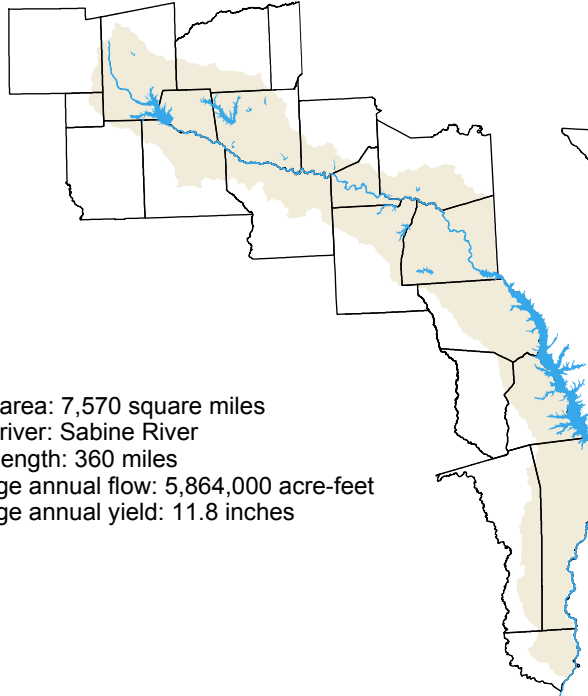 area: 7,570 square miles
river: Sabine River
length: 360 miles
ge annual flow: 5,864,000 acre-feet
ge annual yield: 11.8 inches